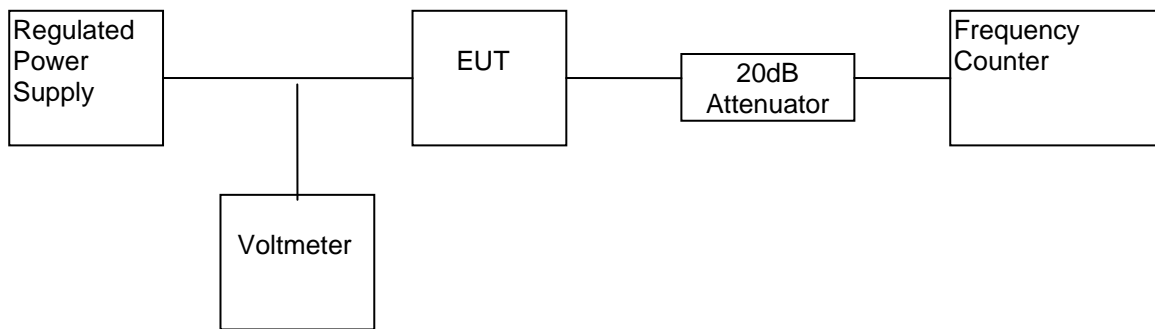 Regulated
Power
Supply
EUT
20dB
Attenuator
Frequency
Counter
Voltmeter